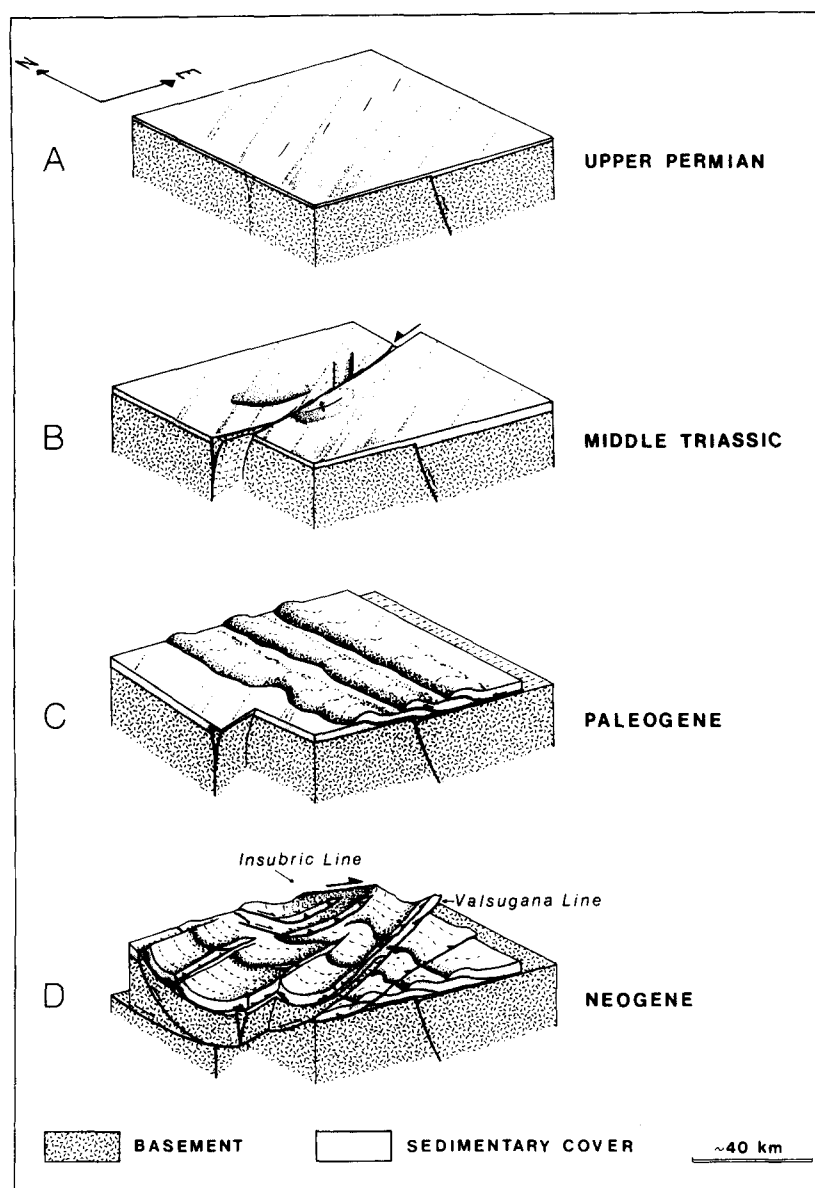 N
E
A
UPPER PERMIAN
B
MIDDLE TRIASSIC
C
PALEOGENE
Insubric Line
Valsugana Line
D
NEOGENE
BASEMENT
SEDIMENTARY COVER
~40 km